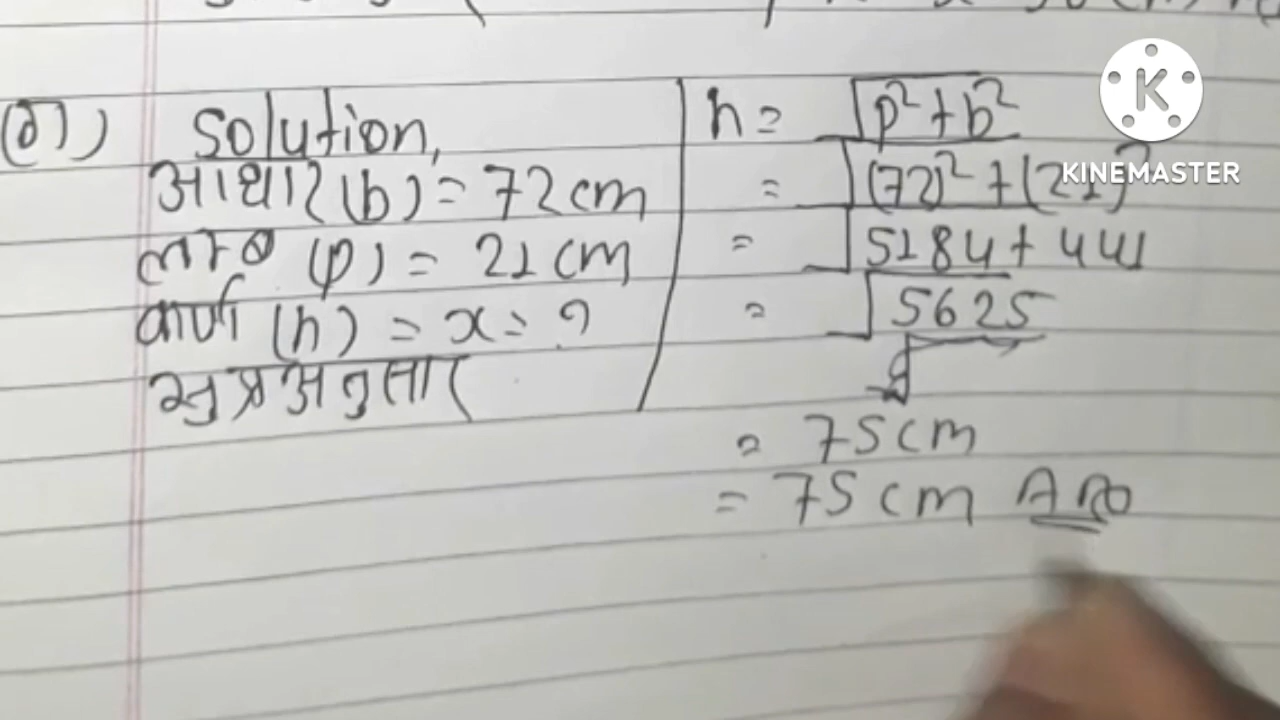 Solution,
आधार (b) = 72 cm
लम्ब (p) = 21 cm
कर्ण (h) = x = ?
सुत्रअनुसार
h = √p² + b²
= √(72)² + (21)²
= √5184 + 441
= √5625
= 75 cm
= 75 cm Ans
KINEMASTER